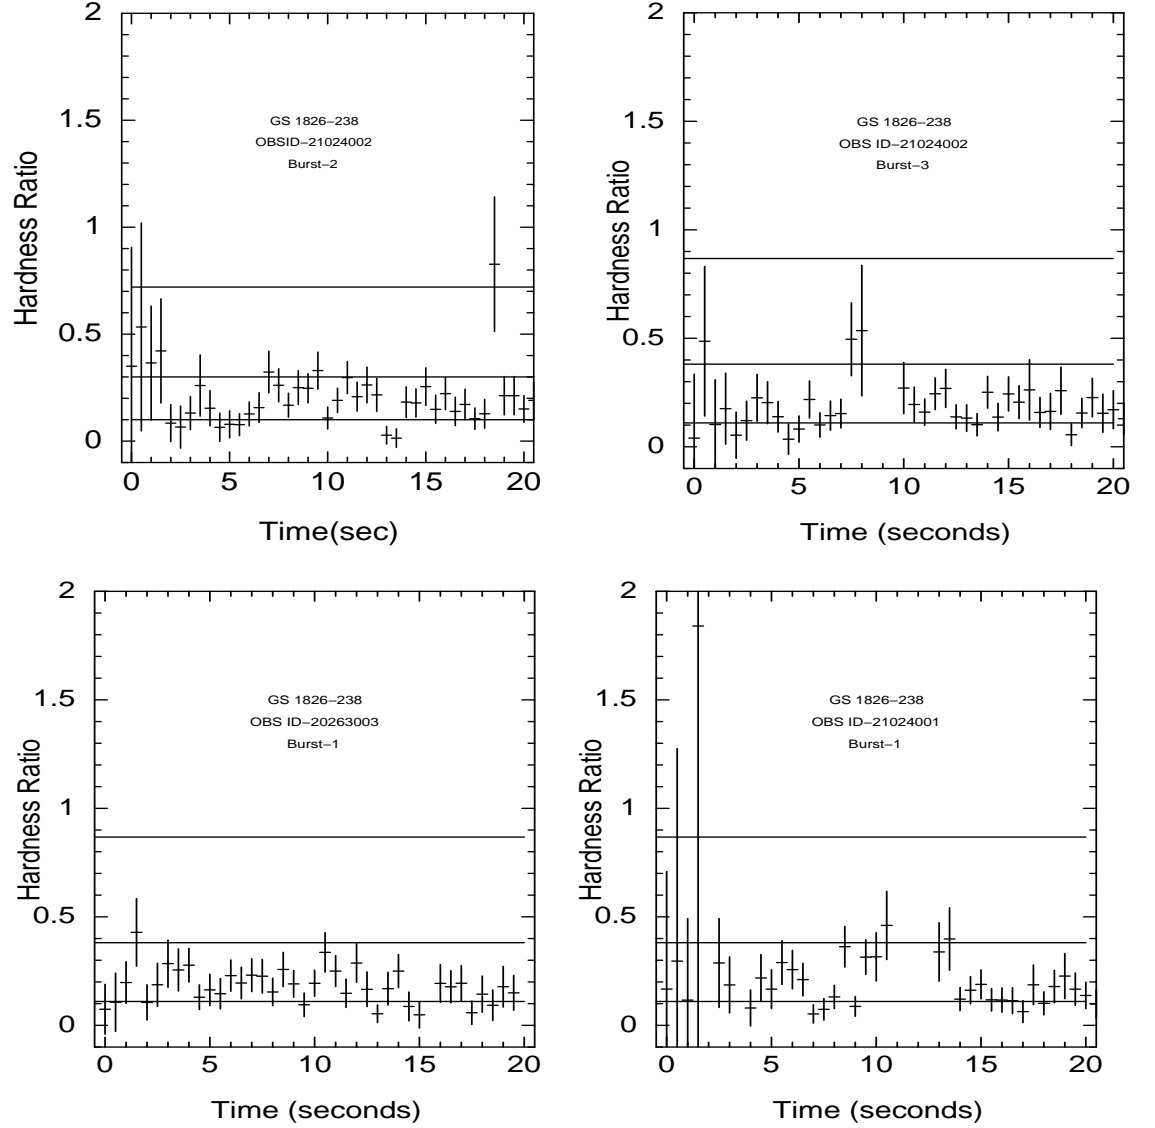 2
1.5
1
0.5
0
Hardness Ratio
GS 1826−238
OBSID−21024002
Burst−2
0 5 10 15 20
Time(sec)
2
1.5
1
0.5
0
Hardness Ratio
GS 1826−238
OBS ID−21024002
Burst−3
0 5 10 15 20
Time (seconds)
2
1.5
1
0.5
0
Hardness Ratio
GS 1826−238
OBS ID−20263003
Burst−1
0 5 10 15 20
Time (seconds)
2
1.5
1
0.5
0
Hardness Ratio
GS 1826−238
OBS ID−21024001
Burst−1
0 5 10 15 20
Time (seconds)